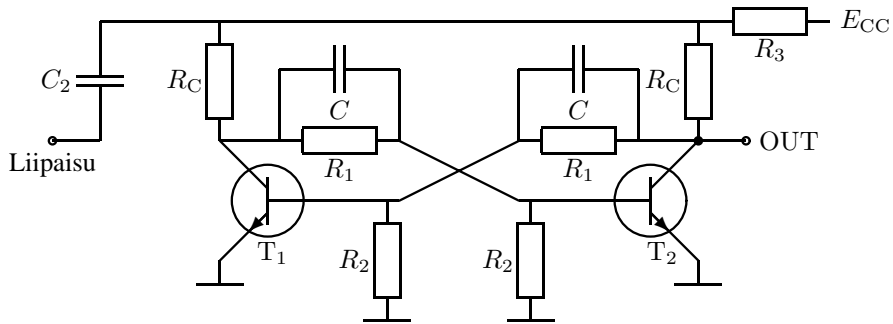 E_CC
R_3
C_2
R_C
C
C
R_C
OUT
Liipaisu
R_1
R_1
T_1
R_2
R_2
T_2